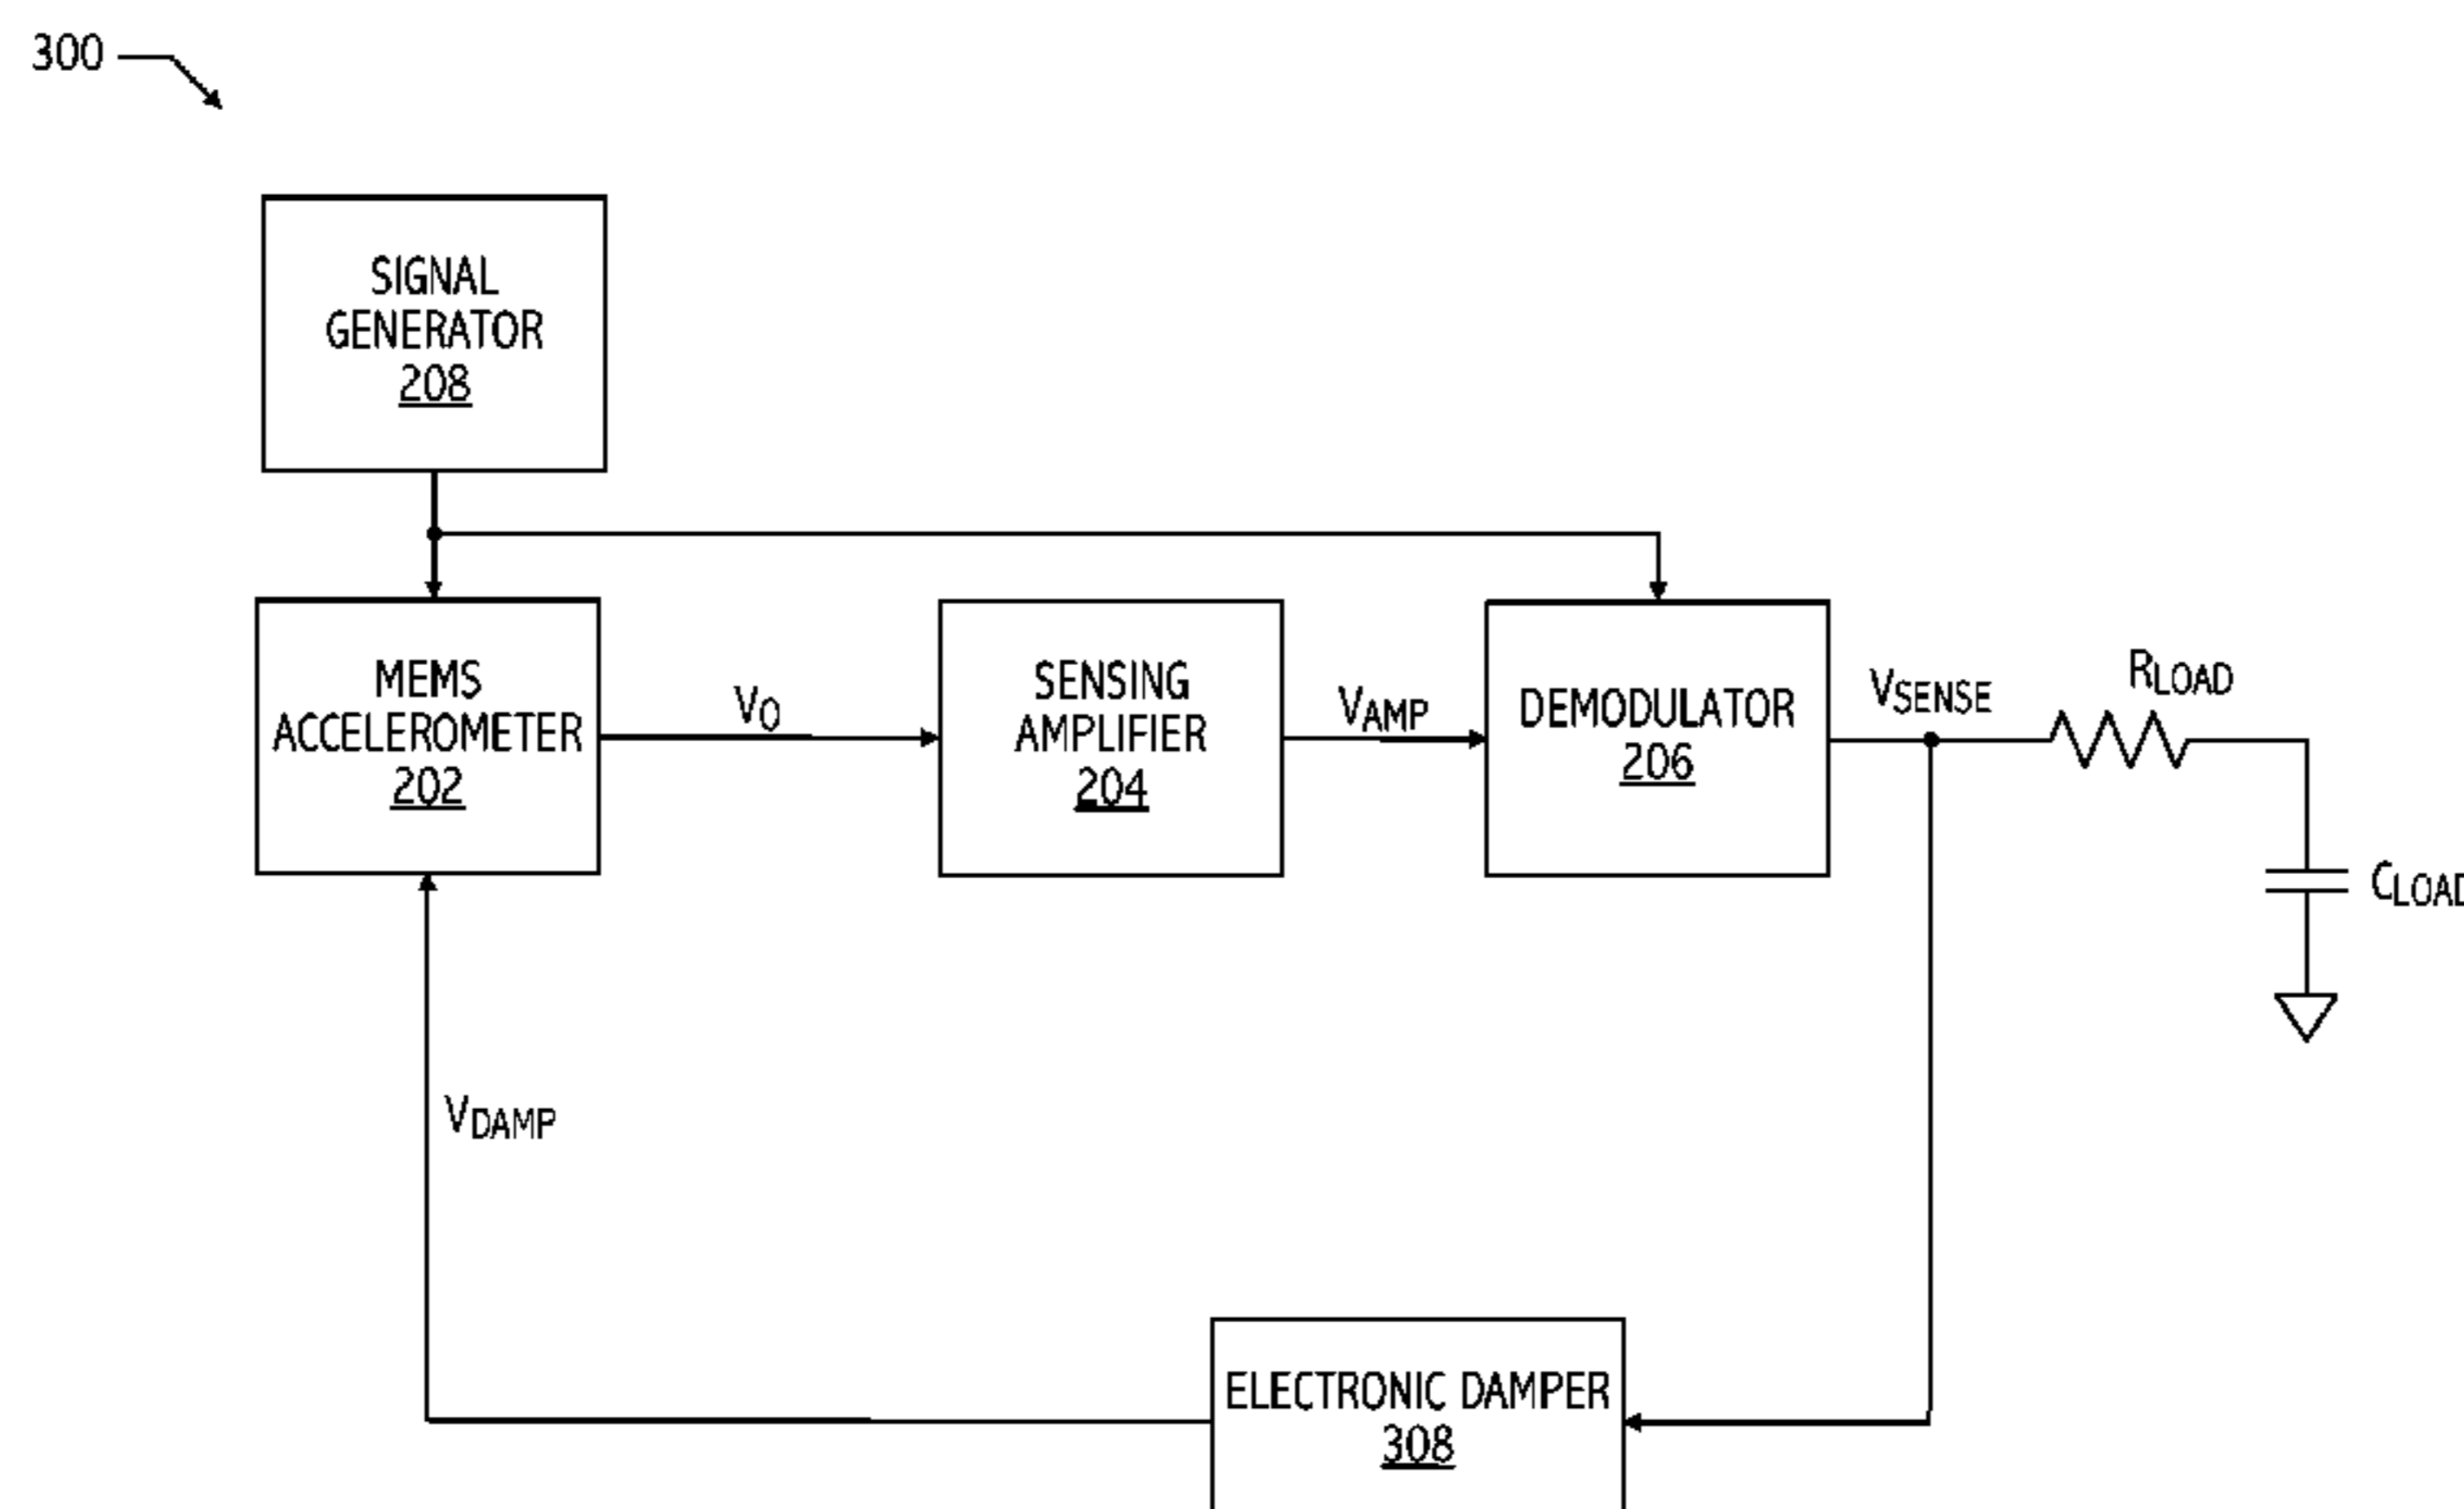 300
SIGNAL
GENERATOR
208
MEMS
ACCELEROMETER
202
VO
SENSING
AMPLIFIER
204
VAMP
DEMODULATOR
206
VSENSE
RLOAD
CLOAD
VDAMP
ELECTRONIC DAMPER
308